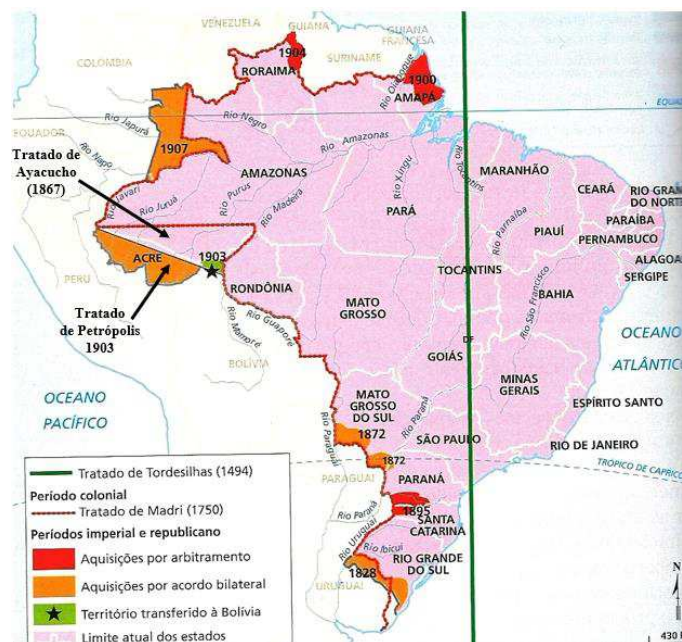 VENEZUELA
GUIANA
GUIANA
FRANCESA
SURINAME
COLOMBIA
1904
RORAIMA
1900
Rio Oiapoque
AMAPÁ
EQUADOR
Rio Japurá
Rio Napo
1907
Rio Negro
Rio Amazonas
Tratado de
Ayacucho
(1867)
Rio Javari
Rio Juruá
Rio Purus
Rio Madeira
AMAZONAS
Rio Xingu
PARÁ
Rio Tocantins
MARANHÃO
CEARÁ
RIO GRAN
DO NORT
Rio Parnaíba
PIAUÍ
PARAÍBA
PERNAMBUCO
ALAGOA
SERGIPE
PERU
ACRE
1903
RONDÔNIA
TOCANTINS
Rio São Francisco
BAHIA
Tratado
de Petrópolis
1903
Rio Mamoré
Rio Guaporé
BOLÍVIA
MATO
GROSSO
DF
GOIÁS
MINAS
GERAIS
OCEANO
PACÍFICO
OCEANO
ATLÂNTICO
MATO
GROSSO
DO SUL
1872
Rio Paraguai
Rio Paraná
SÃO PAULO
ESPÍRITO SANTO
RIO DE JANEIRO
TRÓPICO DE CAPRIC
PARAGUAI
1872
PARANÁ
1895
SANTA
CATARINA
Rio Paraná
Rio Uruguai
Rio Ibicuí
RIO GRANDE
DO SUL
1828
URUGUAI
Tratado de Tordesilhas (1494)
Período colonial
Tratado de Madri (1750)
Períodos imperial e republicano
Aquisições por arbitramento
Aquisições por acordo bilateral
Território transferido à Bolívia
Limite atual dos estados
N
430